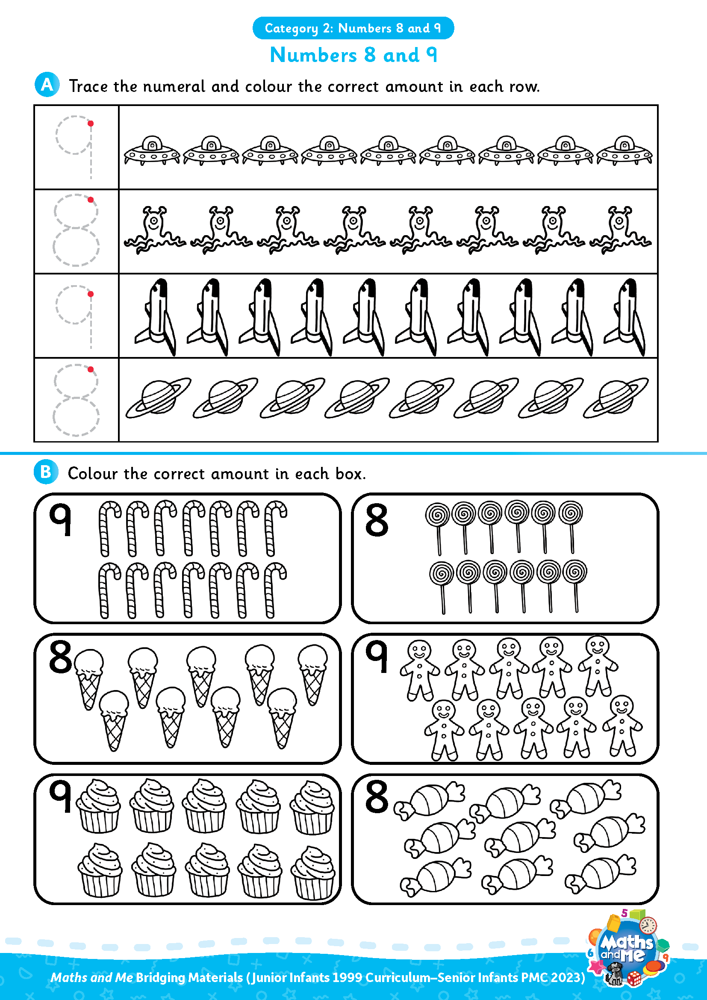 Category 2: Numbers 8 and 9
Numbers 8 and 9
A Trace the numeral and colour the correct amount in each row.
9
8
9
8
B Colour the correct amount in each box.
9
8
8
9
9
8
5
Maths
and Me
6
9
Maths and Me Bridging Materials (Junior Infants 1999 Curriculum–Senior Infants PMC 2023)